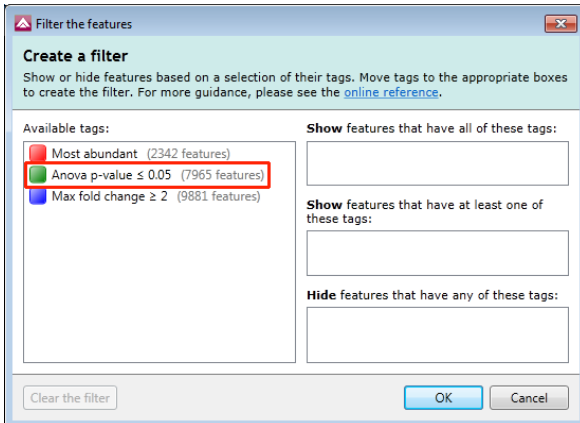 Filter the features
Create a filter
Show or hide features based on a selection of their tags. Move tags to the appropriate boxes
to create the filter. For more guidance, please see the online reference.
Available tags:
Most abundant (2342 features)
Anova p-value ≤ 0.05 (7965 features)
Max fold change ≥ 2 (9881 features)
Show features that have all of these tags:
Show features that have at least one of
these tags:
Hide features that have any of these tags:
Clear the filter
OK
Cancel